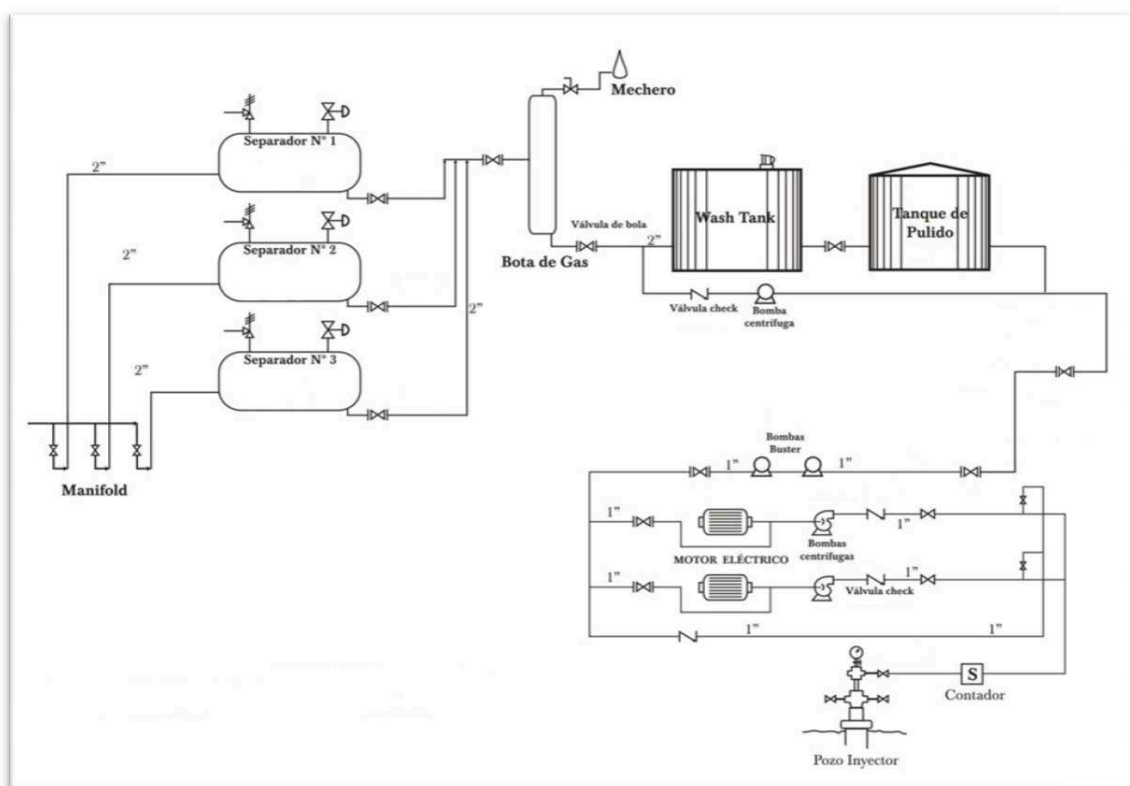 Mechero
Separador N° 1
2”
Wash Tank
Tanque de
Pulido
Válvula de bola
2”
Separador N° 2
2”
Bota de Gas
Válvula check
Bomba
centrífuga
2”
Separador N° 3
2”
Manifold
Bombas
Buster
1”
1”
1”
1”
MOTOR ELÉCTRICO
Bombas
centrífugas
1”
1”
Válvula check
1”
1”
S
Contador
Pozo Inyector